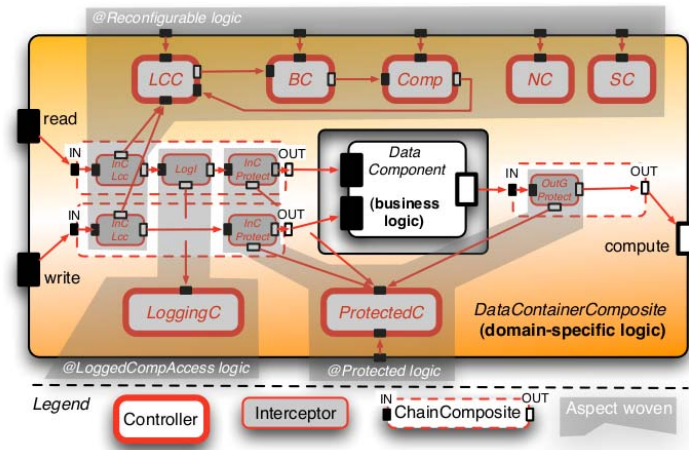 @Reconfigurable logic
LCC
BC
Comp
NC
SC
read
IN
InC
Lcc
LogI
InC
Protect
OUT
IN
InC
Lcc
InC
Protect
OUT
write
Data
Component
(business
logic)
IN
OutG
Protect
OUT
compute
LoggingC
ProtectedC
DataContainerComposite
(domain-specific logic)
@LoggedCompAccess logic
@Protected logic
Legend
Controller
Interceptor
IN
ChainComposite
OUT
Aspect woven